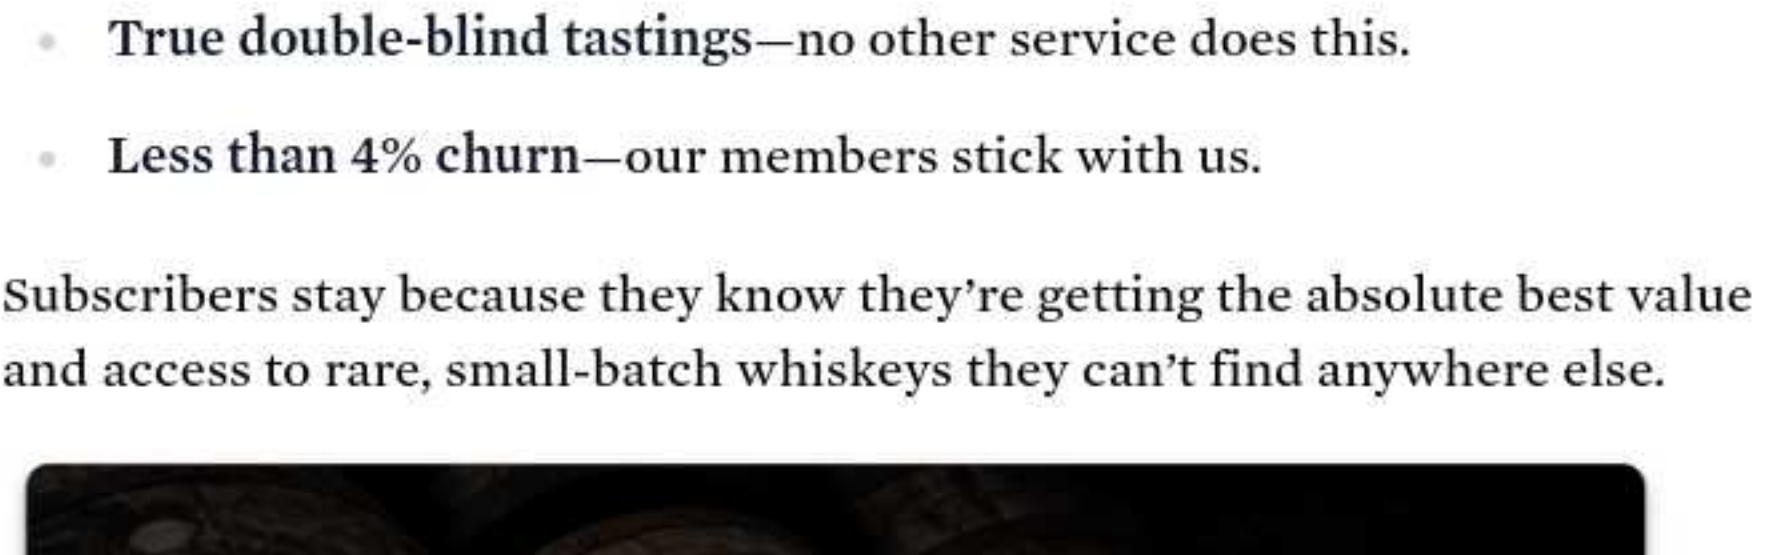 True double-blind tastings—no other service does this.
Less than 4% churn—our members stick with us.
Subscribers stay because they know they’re getting the absolute best value
and access to rare, small-batch whiskeys they can’t find anywhere else.